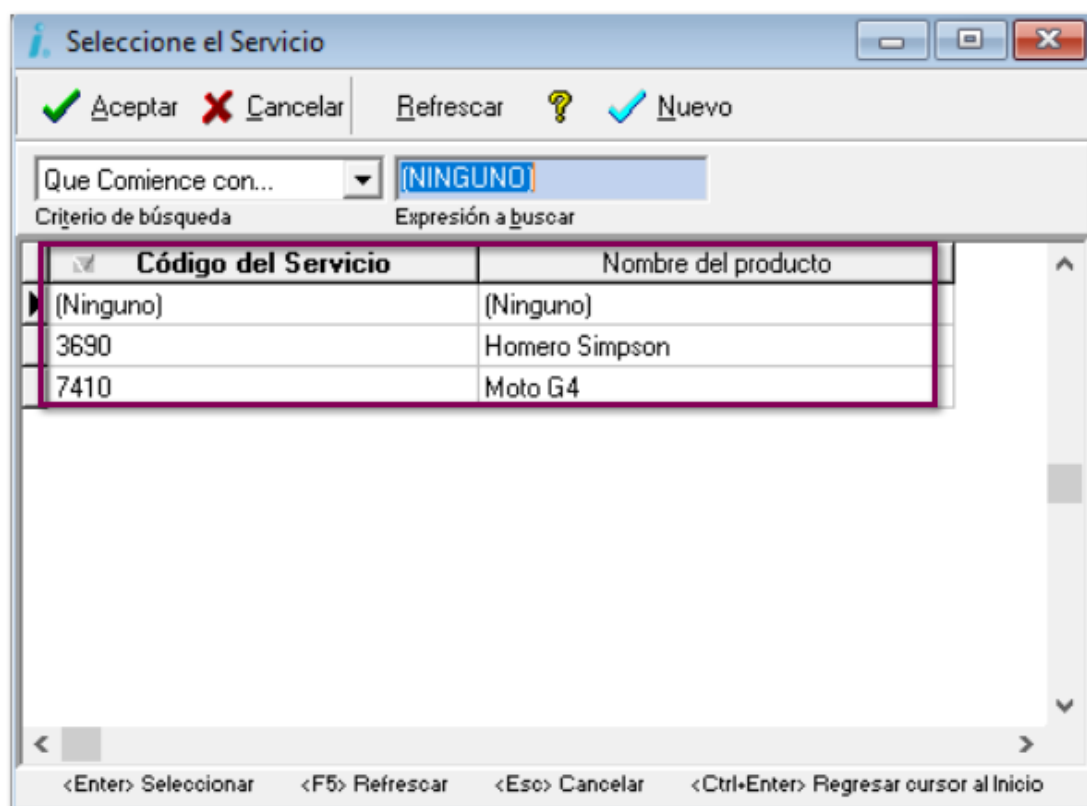 Seleccione el Servicio
Aceptar Cancelar Refrescar ? Nuevo
Que Comience con... (NINGUNO)
Criterio de búsqueda Expresión a buscar
Código del Servicio Nombre del producto
(Ninguno) (Ninguno)
3690 Homero Simpson
7410 Moto G4
<Enter> Seleccionar <F5> Refrescar <Esc> Cancelar <Ctrl+Enter> Regresar cursor al Inicio